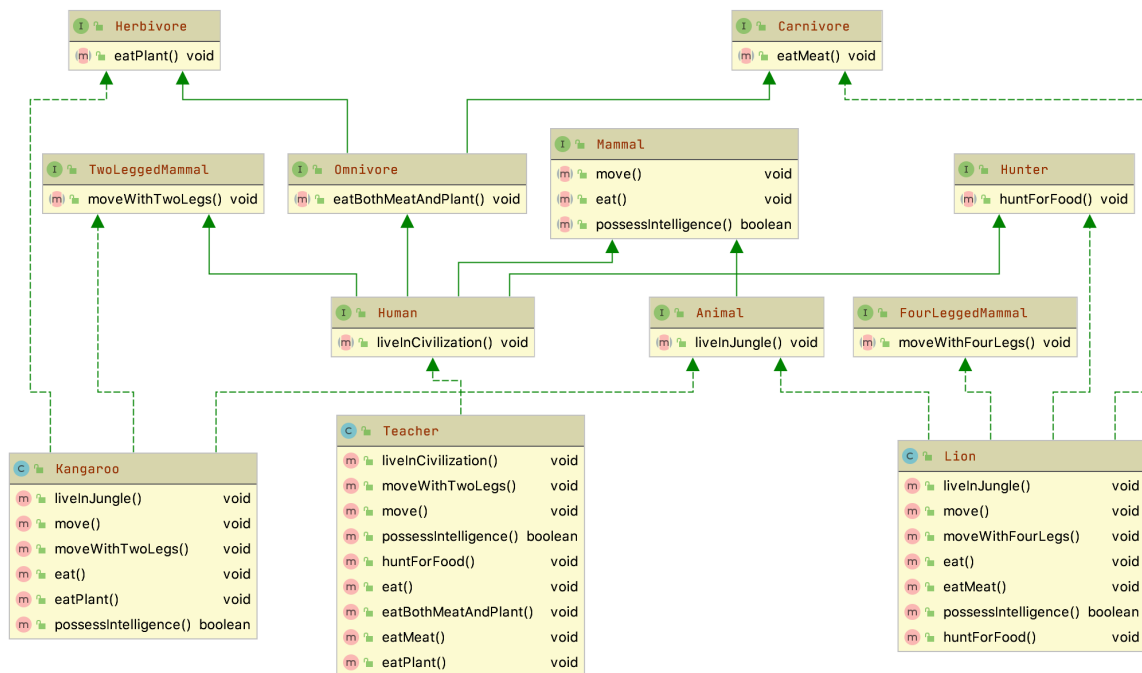 I Herbivore
m eatPlant() void
I Carnivore
m eatMeat() void
I TwoLeggedMammal
m moveWithTwoLegs() void
I Omnivore
m eatBothMeatAndPlant() void
I Mammal
m move() void
m eat() void
m possessIntelligence() boolean
I Hunter
m huntForFood() void
I Human
m liveInCivilization() void
I Animal
m liveInJungle() void
I FourLeggedMammal
m moveWithFourLegs() void
C Kangaroo
m liveInJungle() void
m move() void
m moveWithTwoLegs() void
m eat() void
m eatPlant() void
m possessIntelligence() boolean
C Teacher
m liveInCivilization() void
m moveWithTwoLegs() void
m move() void
m possessIntelligence() boolean
m huntForFood() void
m eat() void
m eatBothMeatAndPlant() void
m eatMeat() void
m eatPlant() void
C Lion
m liveInJungle() void
m move() void
m moveWithFourLegs() void
m eat() void
m eatMeat() void
m possessIntelligence() boolean
m huntForFood() void